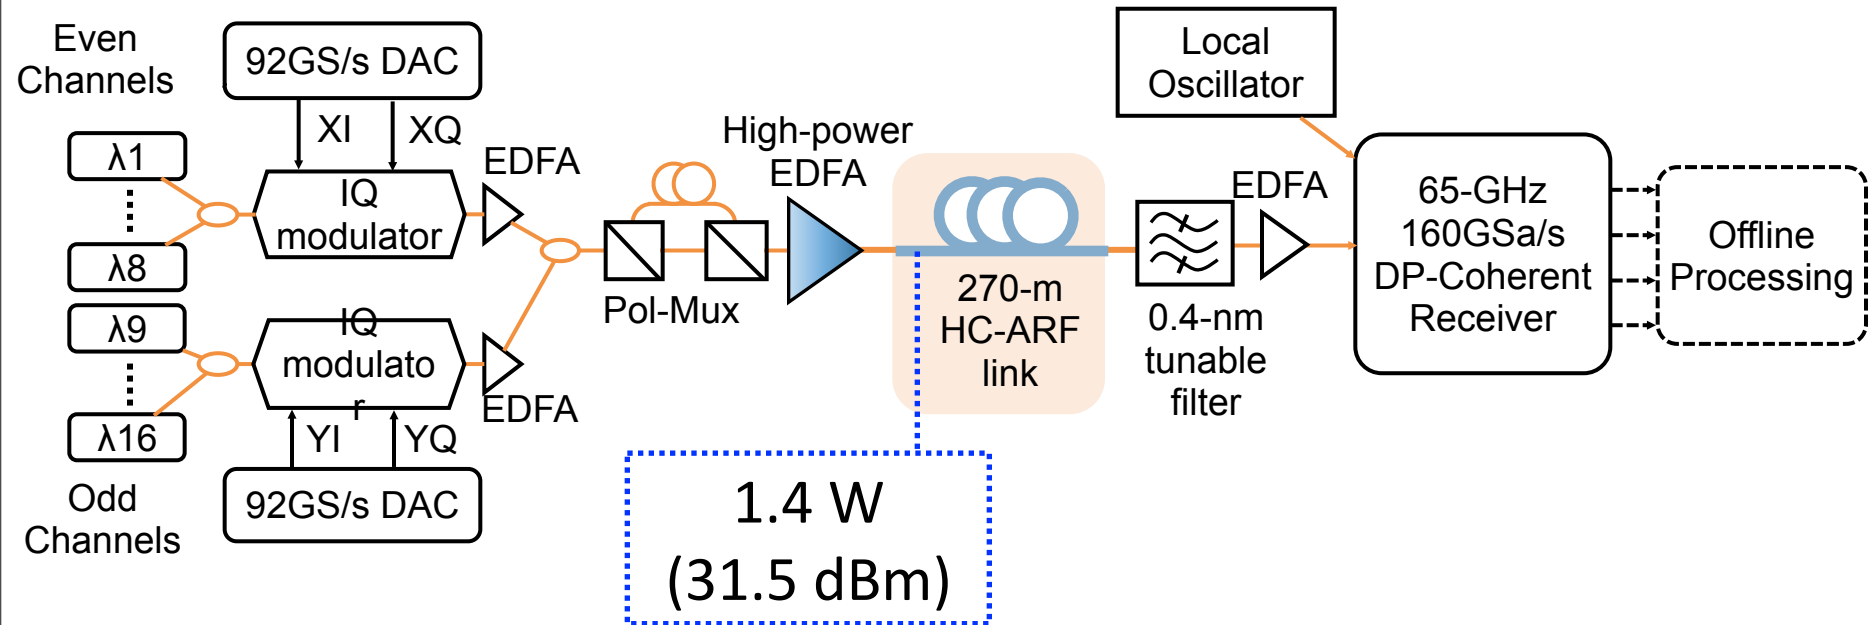 Even
Channels
92GS/s DAC
XI
XQ
λ1
λ8
IQ
modulator
EDFA
λ9
λ16
IQ
modulato
r
EDFA
YI
YQ
92GS/s DAC
Odd
Channels
Pol-Mux
High-power
EDFA
270-m
HC-ARF
link
1.4 W
(31.5 dBm)
0.4-nm
tunable
filter
EDFA
Local
Oscillator
65-GHz
160GSa/s
DP-Coherent
Receiver
Offline
Processing